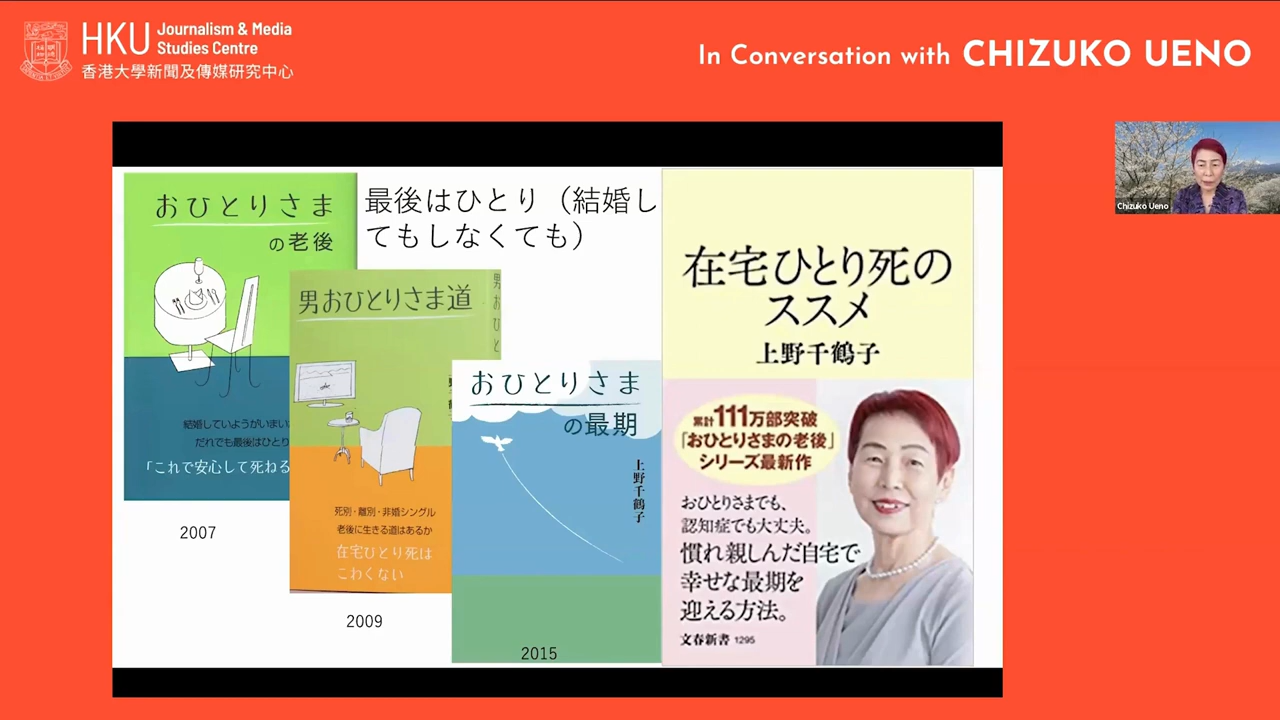 HKU Journalism & Media
Studies Centre
香港大學新聞及傳媒研究中心
In Conversation with CHIZUKO UENO
Chizuko Ueno
最後はひとり（結婚し
てもしなくても）
おひとりさま
の老後
結婚していようがいまい
だれでも最後はひとり
「これで安心して死ねる
2007
男おひとりさま道
男おひと
死別・離別・非婚シングル
老後に生きる道はあるか
在宅ひとり死は
こわくない
2009
おひとりさま
の最期
上野千鶴子
2015
在宅ひとり死の
ススメ
上野千鶴子
累計111万部突破
「おひとりさまの老後」
シリーズ最新作
おひとりさまでも、
認知症でも大丈夫。
慣れ親しんだ自宅で
幸せな最期を
迎える方法。
文春新書 1295